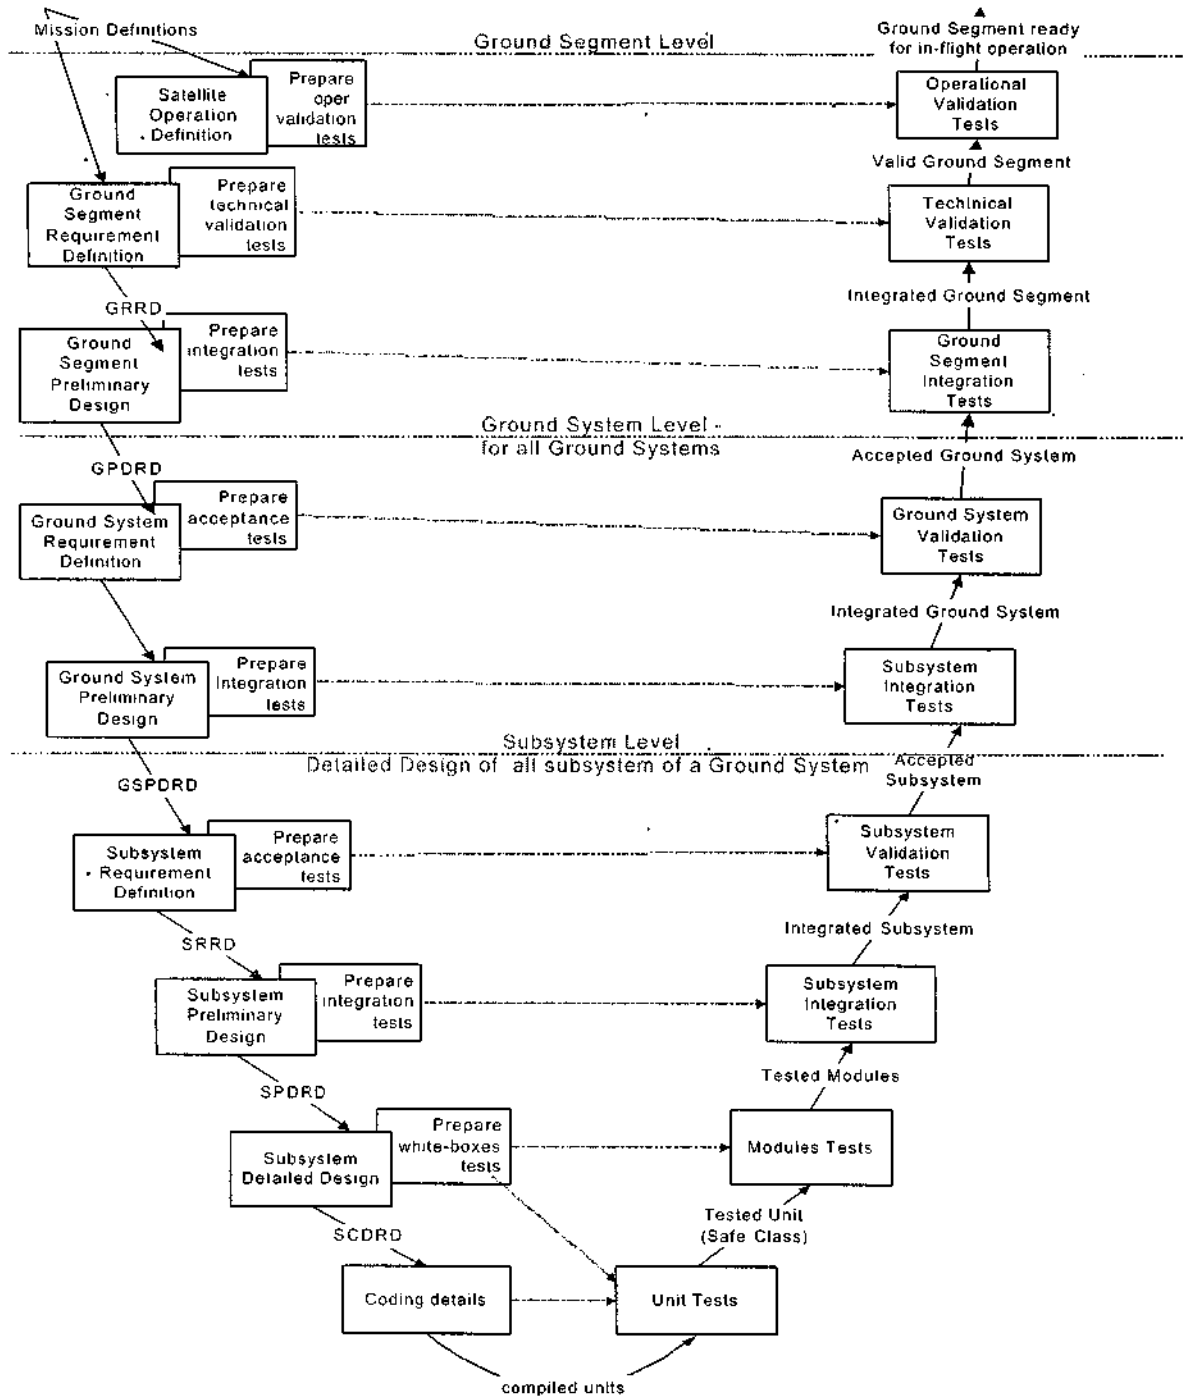 Mission Definitions
Ground Segment Level
Ground Segment ready
for in-flight operation
Satellite
Operation
Definition
Prepare
oper
validation
tests
Operational
Validation
Tests
Valid Ground Segment
Ground
Segment
Requirement
Definition
Prepare
technical
validation
tests
Technical
Validation
Tests
GRRD
Integrated Ground Segment
Ground
Segment
Preliminary
Design
Prepare
integration
tests
Ground
Segment
Integration
Tests
Ground System Level -
for all Ground Systems
GPDRD
Accepted Ground System
Ground System
Requirement
Definition
Prepare
acceptance
tests
Ground System
Validation
Tests
Integrated Ground System
Ground System
Preliminary
Design
Prepare
Integration
tests
Subsystem
Integration
Tests
Subsystem Level
Detailed Design of all subsystem of a Ground System
GSPDRD
Accepted
Subsystem
Subsystem
Requirement
Definition
Prepare
acceptance
tests
Subsystem
Validation
Tests
SRRD
Integrated Subsystem
Subsystem
Preliminary
Design
Prepare
integration
tests
Subsystem
Integration
Tests
SPDRD
Tested Modules
Subsystem
Detailed Design
Prepare
white-boxes
tests
Modules Tests
SCDRD
Tested Unit
(Safe Class)
Coding details
Unit Tests
compiled units